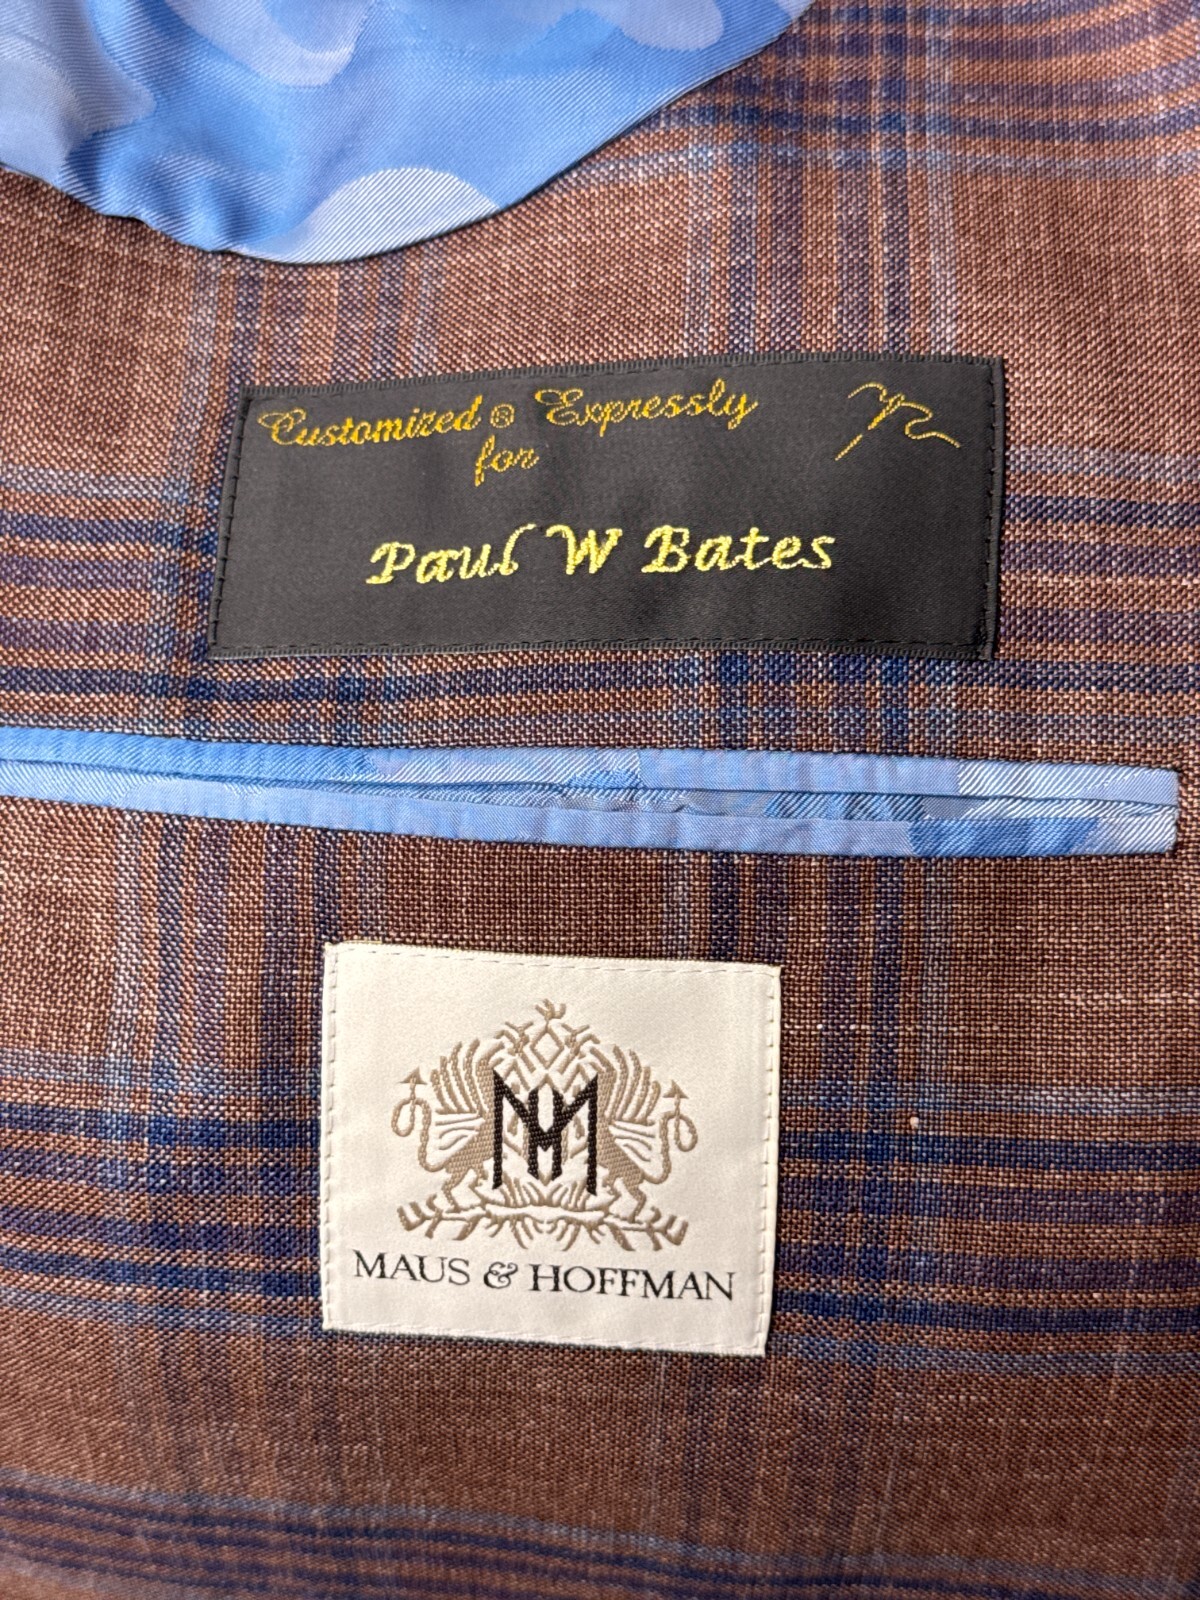 Customized ® Expressly
for
Paul W Bates
MH
MAUS & HOFFMAN